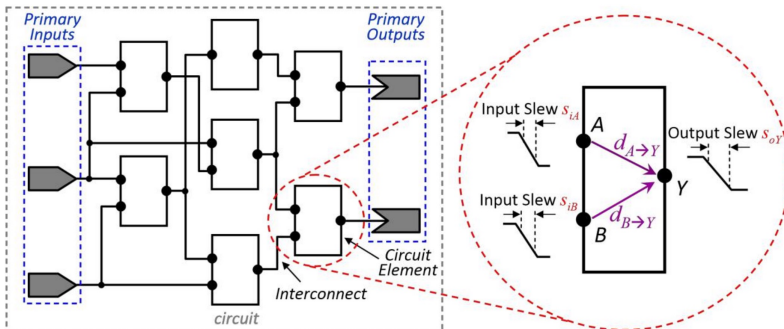 Primary
Inputs
Primary
Outputs
Circuit
Element
Interconnect
circuit
Input Slew s_iA
A
d_A→Y
Output Slew s_oY
Y
Input Slew s_iB
B
d_B→Y